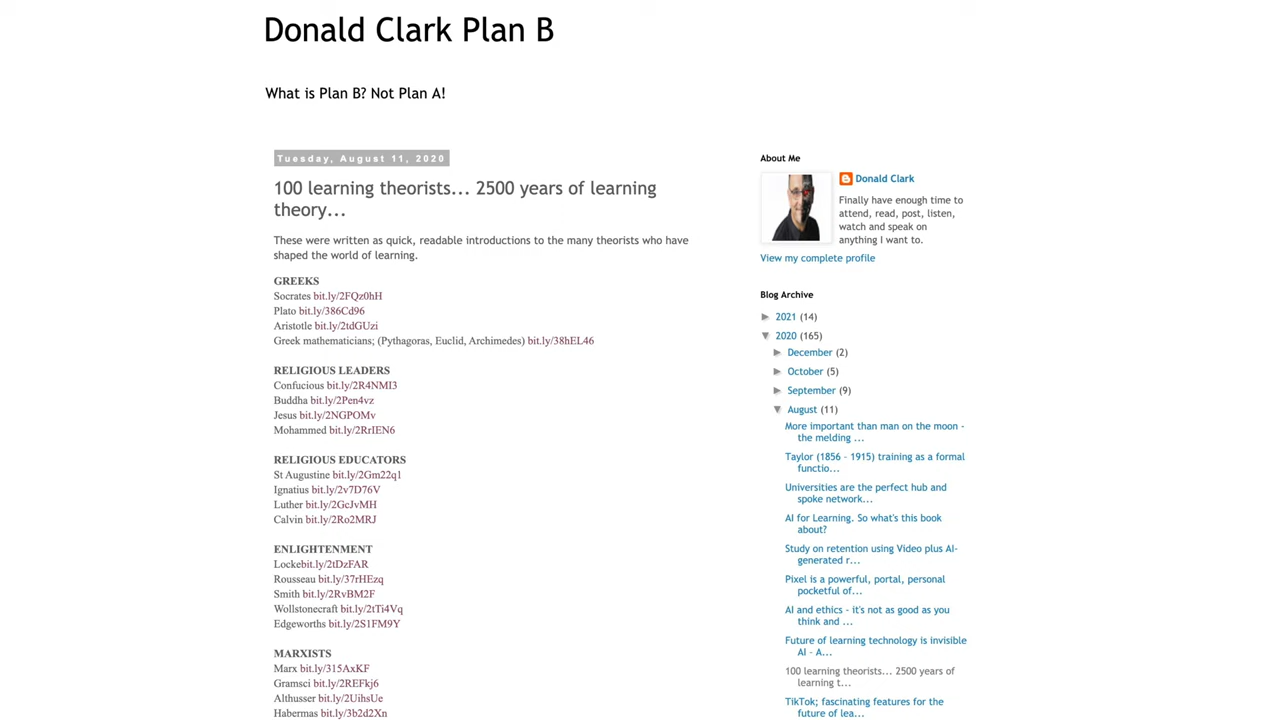 Donald Clark Plan B
What is Plan B? Not Plan A!
Tuesday, August 11, 2020
100 learning theorists... 2500 years of learning
theory...
These were written as quick, readable introductions to the many theorists who have
shaped the world of learning.
GREEKS
Socrates bit.ly/2FQz0hH
Plato bit.ly/386Cd96
Aristotle bit.ly/2tdGUzi
Greek mathematicians; (Pythagoras, Euclid, Archimedes) bit.ly/38hEL46
RELIGIOUS LEADERS
Confucious bit.ly/2R4NMI3
Buddha bit.ly/2Pen4vz
Jesus bit.ly/2NGPOMv
Mohammed bit.ly/2RrIEN6
RELIGIOUS EDUCATORS
St Augustine bit.ly/2Gm22q1
Ignatius bit.ly/2v7D76V
Luther bit.ly/2GcJvMH
Calvin bit.ly/2Ro2MRJ
ENLIGHTENMENT
Lockebit.ly/2tDzFAR
Rousseau bit.ly/37rHEzq
Smith bit.ly/2RvBM2F
Wollstonecraft bit.ly/2tTi4Vq
Edgeworths bit.ly/2S1FM9Y
MARXISTS
Marx bit.ly/315AxKF
Gramsci bit.ly/2REFkj6
Althusser bit.ly/2UihsUe
Habermas bit.ly/3b2d2Xn
About Me
Donald Clark
Finally have enough time to
attend, read, post, listen,
watch and speak on
anything I want to.
View my complete profile
Blog Archive
► 2021 (14)
▼ 2020 (165)
► December (2)
► October (5)
► September (9)
▼ August (11)
More important than man on the moon -
the melding ...
Taylor (1856 – 1915) training as a formal
functio...
Universities are the perfect hub and
spoke network...
AI for Learning. So what's this book
about?
Study on retention using Video plus AI-
generated r...
Pixel is a powerful, portal, personal
pocketful of...
AI and ethics - it's not as good as you
think and ...
Future of learning technology is invisible
AI – A...
100 learning theorists... 2500 years of
learning t...
TikTok; fascinating features for the
future of lea...